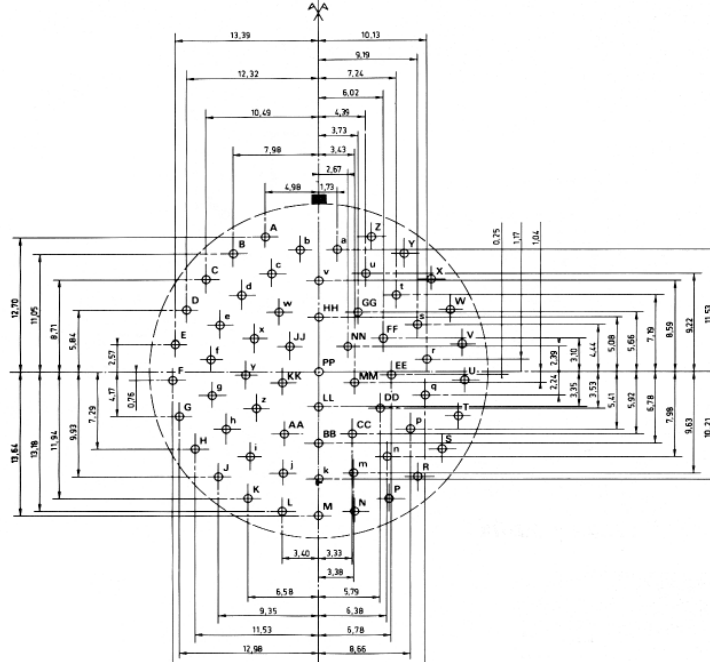 13,39 10,13
9,19
12,32 7,24
6,02
10,49 4,39
3,73
7,98 3,43
2,67
4,98 1,73
A Z
B b a Y
C c v u X
0,25 1,17 1,04
D d w HH GG t W
E e x JJ NN FF s V
F f y KK PP MM EE r U
G g z LL DD q T
H h AA BB CC p S
J i j k m n R
K L M N P
12,70 11,05 8,71 5,84 2,57
13,64 13,18 11,94 9,93 7,29 4,17 0,76
2,39 3,10 4,44 5,08 5,66 7,19 8,59 9,22 11,53
2,24 3,35 3,53 5,41 5,92 6,78 7,98 9,63 10,21
3,40 3,33
3,38
6,58 5,79
9,35 6,38
11,53 6,78
12,98 8,66